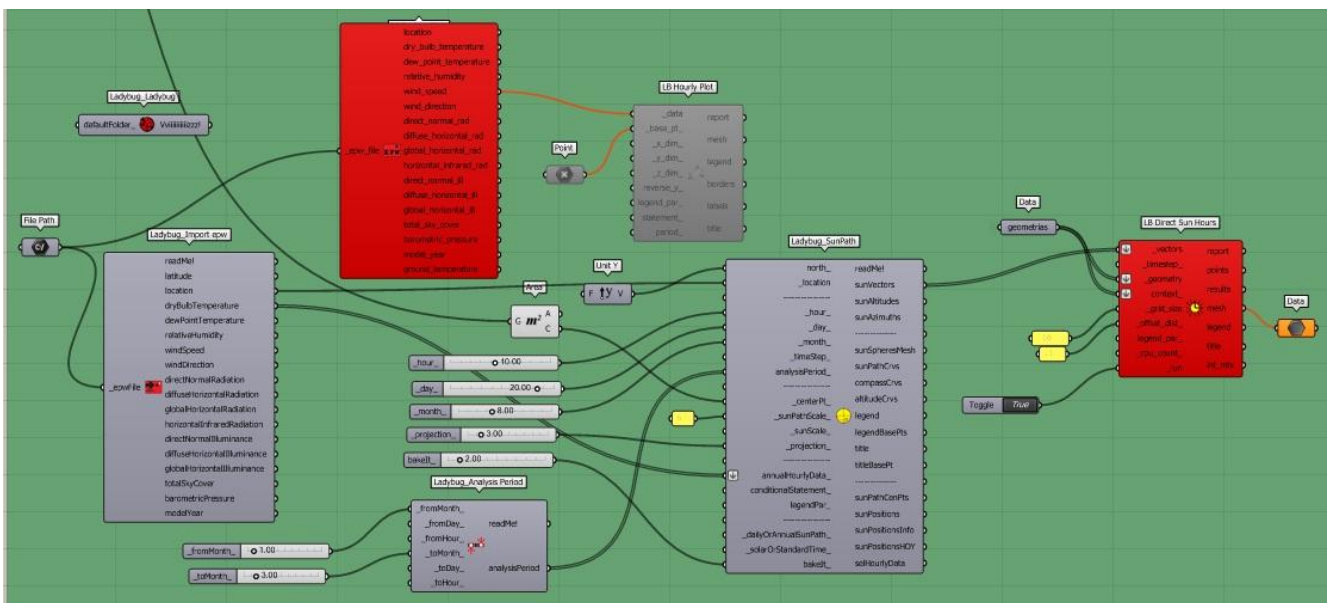 location
dry_bulb_temperature
dew_point_temperature
relative_humidity
wind_speed
wind_direction
direct_normal_rad
diffuse_horizontal_rad
_epw_file
global_horizontal_rad
horizontal_infrared_rad
direct_normal_ill
diffuse_horizontal_ill
global_horizontal_ill
total_sky_cover
barometric_pressure
model_year
ground_temperature
Ladybug_Ladybug
defaultFolder_
LB Hourly Plot
_data
_base_pt_
_x_dim_
_y_dim_
_z_dim_
reverse_y_
legend_par_
statement_
period_
report
mesh
legend
borders
labels
title
Point
File Path
Ladybug_Import epw
_epwFile
readMe!
latitude
location
dryBulbTemperature
dewPointTemperature
relativeHumidity
windSpeed
windDirection
directNormalRadiation
diffuseHorizontalRadiation
globalHorizontalRadiation
horizontalInfraredRadiation
directNormalIlluminance
diffuseHorizontalIlluminance
globalHorizontalIlluminance
totalSkyCover
barometricPressure
modelYear
Unit Y
F V
Area
G m² A
C
_hour_ 10.00
_day_ 20.00
_month_ 8.00
_projection_ 3.00
bakeIt_ 2.00
Ladybug_Analysis Period
_fromMonth_
_fromDay_
_fromHour_
_toMonth_
_toDay_
_toHour_
readMe!
analysisPeriod
_fromMonth_ 1.00
_toMonth_ 3.00
Ladybug_SunPath
north_
_location
_hour_
_day_
_month_
_timeStep_
analysisPeriod_
_centerPt_
_sunPathScale_
_sunScale_
_projection_
annualHourlyData_
conditionalStatement_
legendPar_
_dailyOrAnnualSunPath_
_solarOrStandardTime_
bakeIt_
readMe!
sunVectors
sunAltitudes
sunAzimuths
sunSpheresMesh
sunPathCrvs
compassCrvs
altitudeCrvs
legend
legendBasePts
title
titleBasePt
sunPathCenPts
sunPositions
sunPositionsInfo
sunPositionsHOY
selHourlyData
Data
geometrias
LB Direct Sun Hours
_vectors
_timestep_
_geometry
context_
_grid_size
_offset_dist_
legend_par_
_cpu_count_
_run
report
points
results
mesh
legend
title
int_mtx
Toggle True
Data